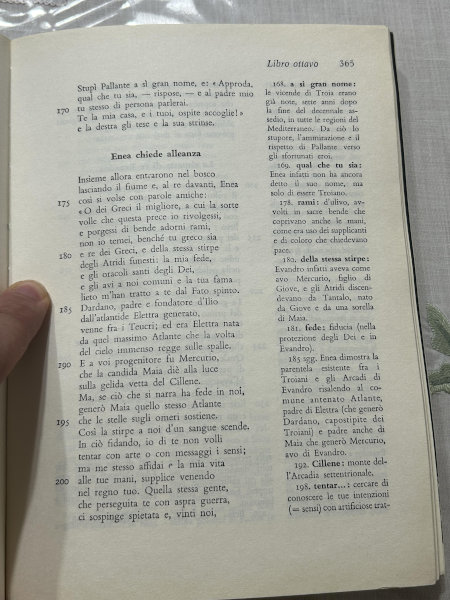 Libro ottavo 365
Stupì Pallante a sì gran nome, e: «Approda,
qual che tu sia, — rispose, — e al padre mio
170 tu stesso di persona parlerai.
Te la mia casa, e i tuoi, ospite accoglie!»
e la destra gli tese e la sua strinse.
Enea chiede alleanza
Insieme allora entrarono nel bosco
lasciando il fiume e, al re davanti, Enea
175 così si volse con parole amiche:
«O dei Greci il migliore, a cui la sorte
volle che questa prece io rivolgessi,
e porgessi di bende adorni rami,
non io temei, benché tu greco sia
180 e re dei Greci, e della stessa stirpe
degli Atridi funesti: la mia fede,
e gli oracoli santi degli Dei,
e gli avi a noi comuni e la tua fama
lieto m'han tratto a te dal Fato spinto.
185 Dardano, padre e fondatore d'Ilio
dall'atlantide Elettra generato,
venne fra i Teucri; ed era Elettra nata
da quel massimo Atlante che la volta
del cielo immenso regge sulle spalle.
190 E a voi progenitore fu Mercurio,
che la candida Maia diè alla luce
sulla gelida vetta del Cillene.
Ma, se ciò che si narra ha fede in noi,
generò Maia quello stesso Atlante
195 che le stelle sugli omeri sostiene.
Così la stirpe a noi d'un sangue scende.
In ciò fidando, io di te non volli
tentar con arte o con messaggi i sensi;
ma me stesso affidai e la mia vita
200 alle tue mani, supplice venendo
nel regno tuo. Quella stessa gente,
che perseguita te con aspra guerra,
ci sospinge spietata e, vinti noi,
168. a sì gran nome:
le vicende di Troia erano
già note, sette anni dopo
la fine del decennale as-
sedio, in tutte le regioni del
Mediterraneo. Da ciò lo
stupore, l'ammirazione e il
rispetto di Pallante verso
gli sfortunati eroi.
169. qual che tu sia:
Enea infatti non ha ancora
detto il suo nome, ma
solo di essere Troiano.
178. rami: d'ulivo, av-
volti in sacre bende che
coprivano anche le mani,
come era uso dei supplicanti
e di coloro che chiedevano
pace.
180. della stessa stirpe:
Evandro infatti aveva come
avo Mercurio, figlio di
Giove, e gli Atridi discen-
devano da Tantalo, nato
da Giove e da una sorella
di Maia.
181. fede: fiducia (nella
protezione degli Dei e in
Evandro).
185 sgg. Enea dimostra la
parentela esistente fra i
Troiani e gli Arcadi di
Evandro risalendo al co-
mune antenato Atlante,
padre di Elettra (che generò
Dardano, capostipite dei
Troiani) e padre anche di
Maia che generò Mercurio,
avo di Evandro.
192. Cillene: monte del-
l'Arcadia settentrionale.
198. tentar...: cercare di
conoscere le tue intenzioni
(= sensi) con artificiose trat-